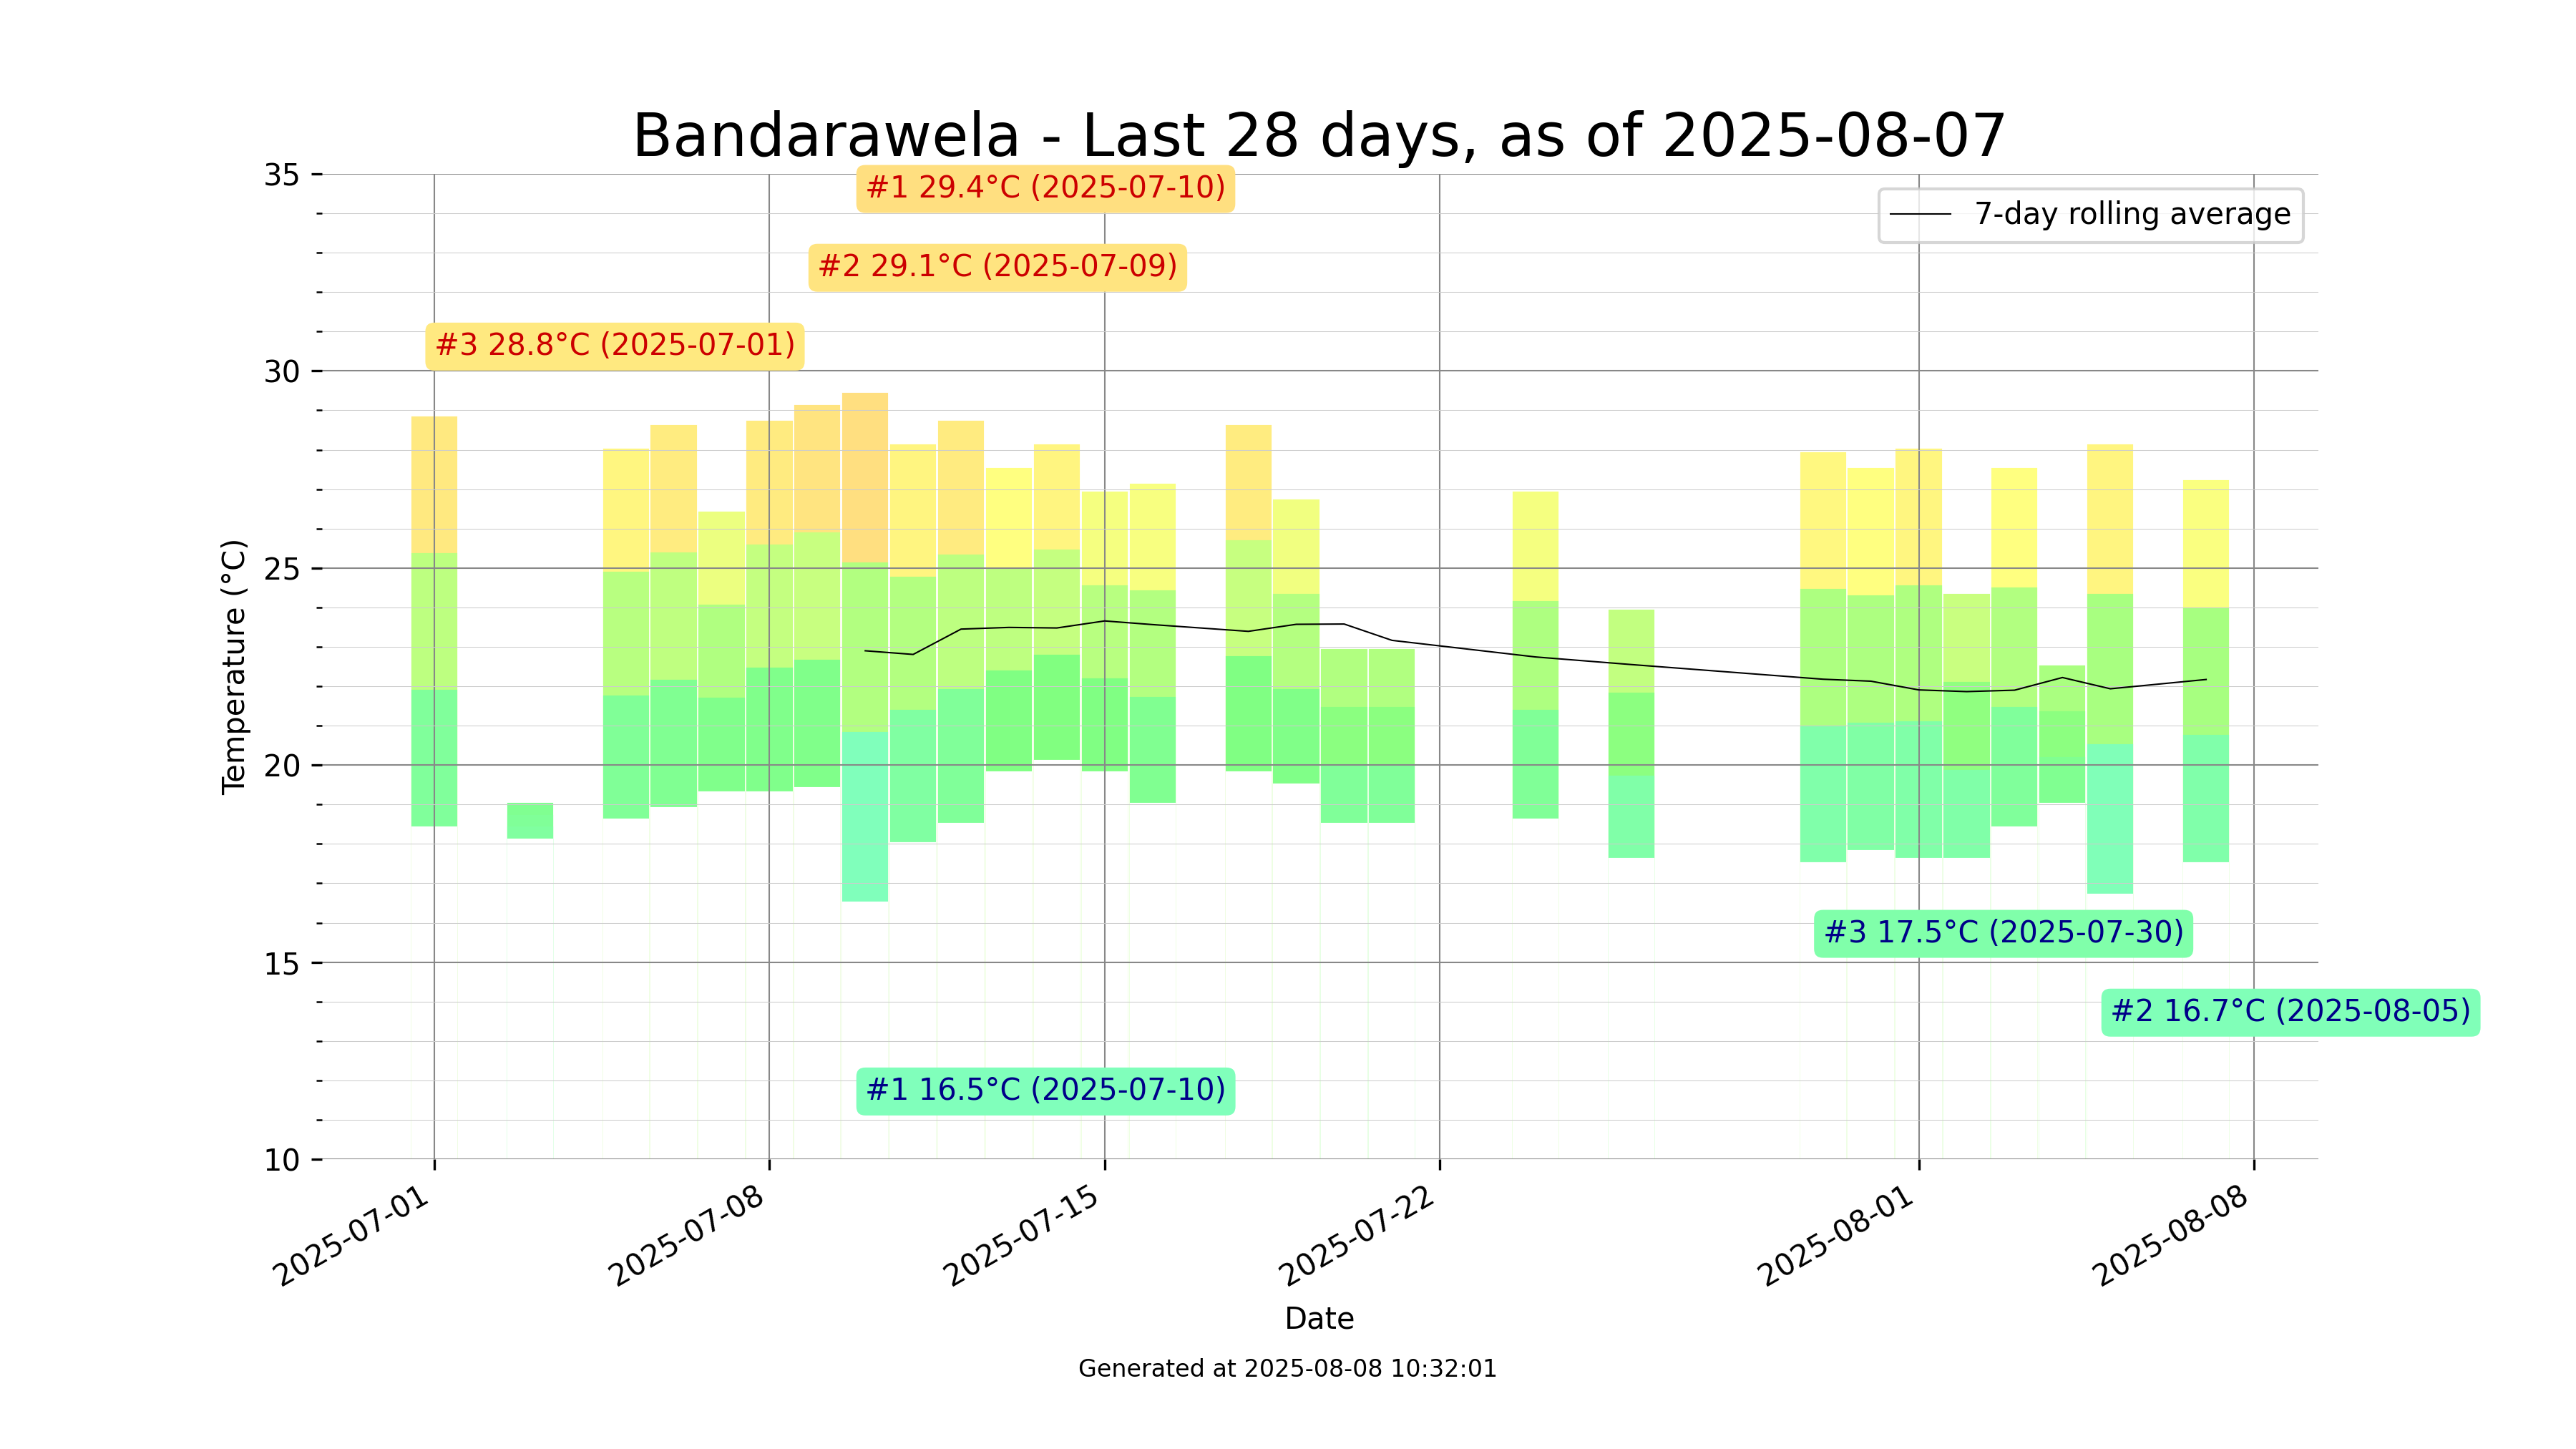 Bandarawela - Last 28 days, as of 2025-08-07
35
#1 29.4°C (2025-07-10)
7-day rolling average
#2 29.1°C (2025-07-09)
#3 28.8°C (2025-07-01)
30
25
Temperature (°C)
20
#3 17.5°C (2025-07-30)
15
#2 16.7°C (2025-08-05)
#1 16.5°C (2025-07-10)
10
2025-07-01
2025-07-08
2025-07-15
2025-07-22
2025-08-01
2025-08-08
Date
Generated at 2025-08-08 10:32:01